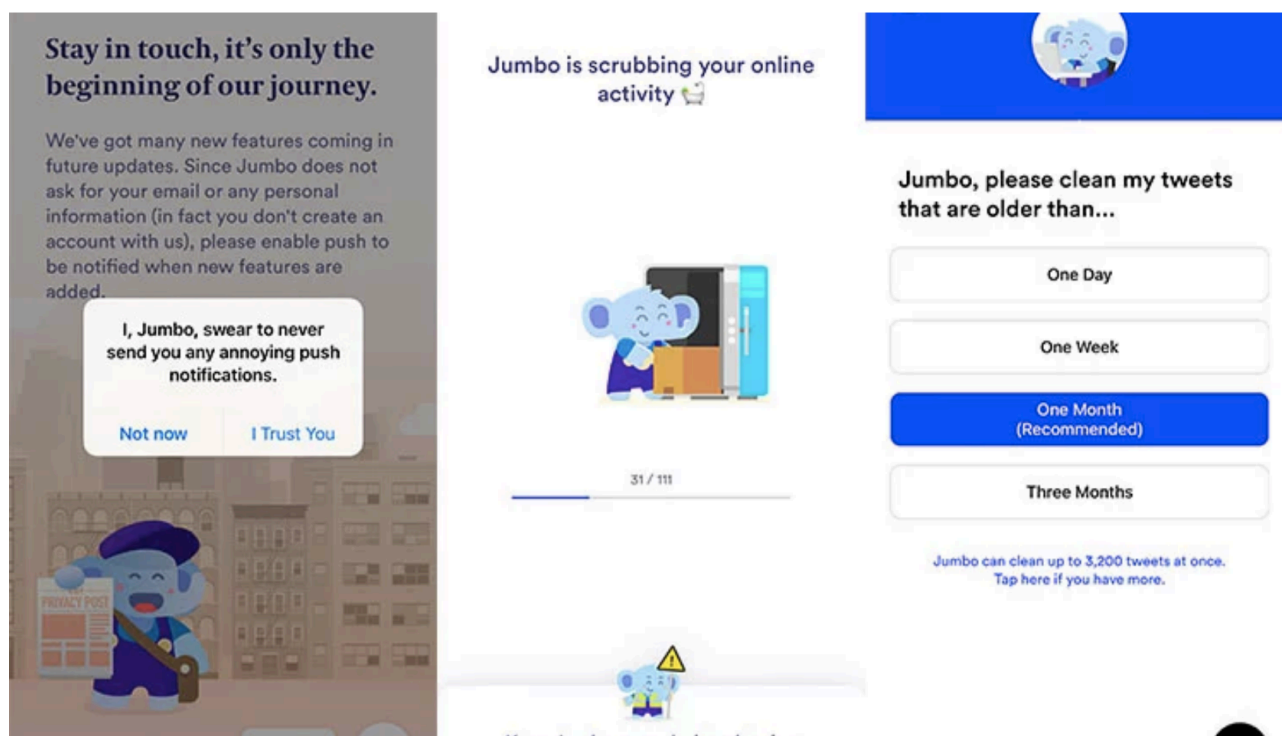 Stay in touch, it's only the
beginning of our journey.
We've got many new features coming in
future updates. Since Jumbo does not
ask for your email or any personal
information (in fact you don't create an
account with us), please enable push to
be notified when new features are
added.
I, Jumbo, swear to never
send you any annoying push
notifications.
Not now
I Trust You
PRIVACY POST
Jumbo is scrubbing your online
activity 🛀
31 / 111
Jumbo, please clean my tweets
that are older than...
One Day
One Week
One Month
(Recommended)
Three Months
Jumbo can clean up to 3,200 tweets at once.
Tap here if you have more.